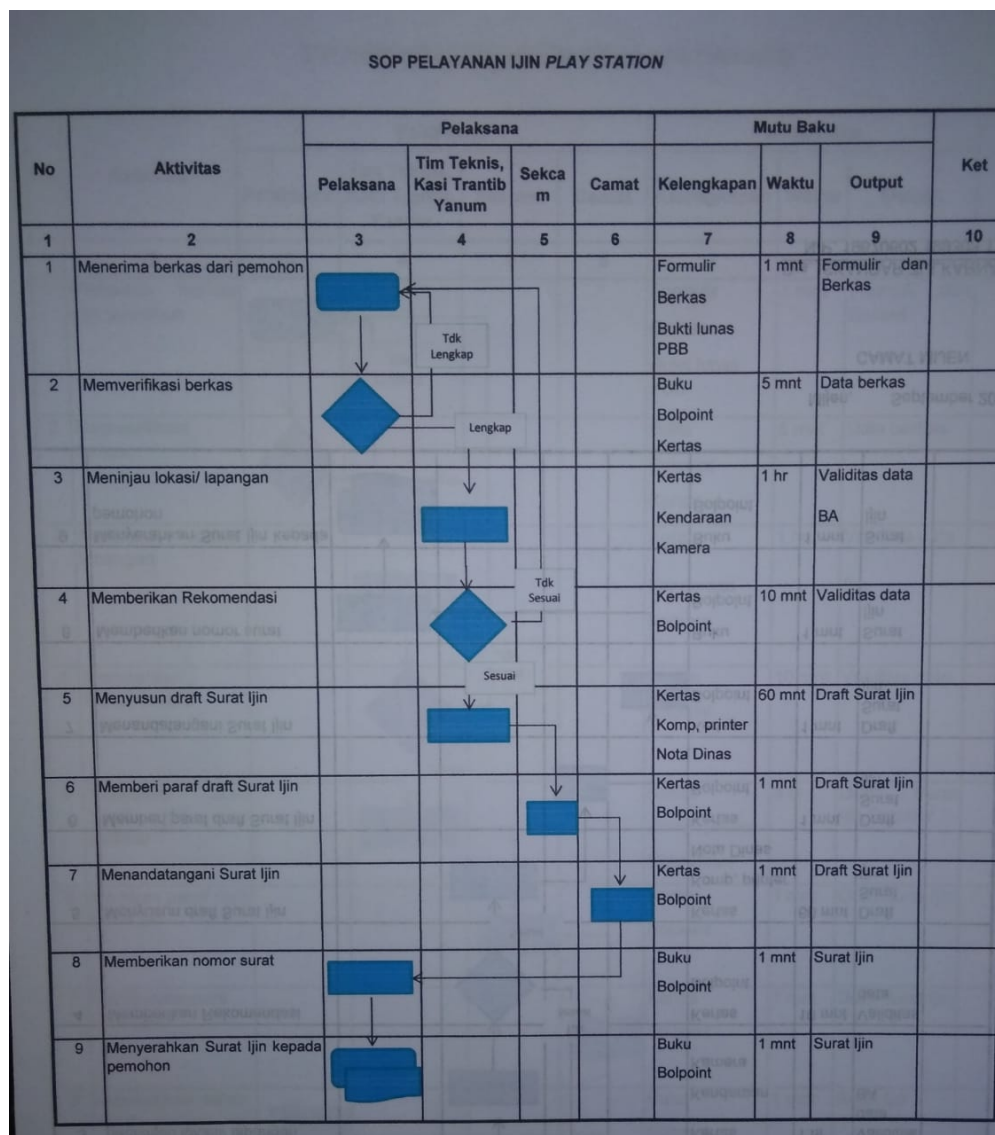 SOP PELAYANAN IJIN PLAY STATION
No Aktivitas Pelaksana Mutu Baku Ket
Pelaksana Tim Teknis, Kasi Trantib Yanum Sekca m Camat Kelengkapan Waktu Output
1 2 3 4 5 6 7 8 9 10
1 Menerima berkas dari pemohon Formulir 1 mnt Formulir dan
Berkas Berkas
Bukti lunas
PBB
Tdk
Lengkap
2 Memverifikasi berkas Buku 5 mnt Data berkas
Bolpoint
Lengkap
Kertas
3 Meninjau lokasi/ lapangan Kertas 1 hr Validitas data
Kendaraan BA
Kamera
Tdk
Sesuai
4 Memberikan Rekomendasi Kertas 10 mnt Validitas data
Bolpoint
Sesuai
5 Menyusun draft Surat Ijin Kertas 60 mnt Draft Surat Ijin
Komp, printer
Nota Dinas
6 Memberi paraf draft Surat Ijin Kertas 1 mnt Draft Surat Ijin
Bolpoint
7 Menandatangani Surat Ijin Kertas 1 mnt Draft Surat Ijin
Bolpoint
8 Memberikan nomor surat Buku 1 mnt Surat Ijin
Bolpoint
9 Menyerahkan Surat Ijin kepada Buku 1 mnt Surat Ijin
pemohon
Bolpoint